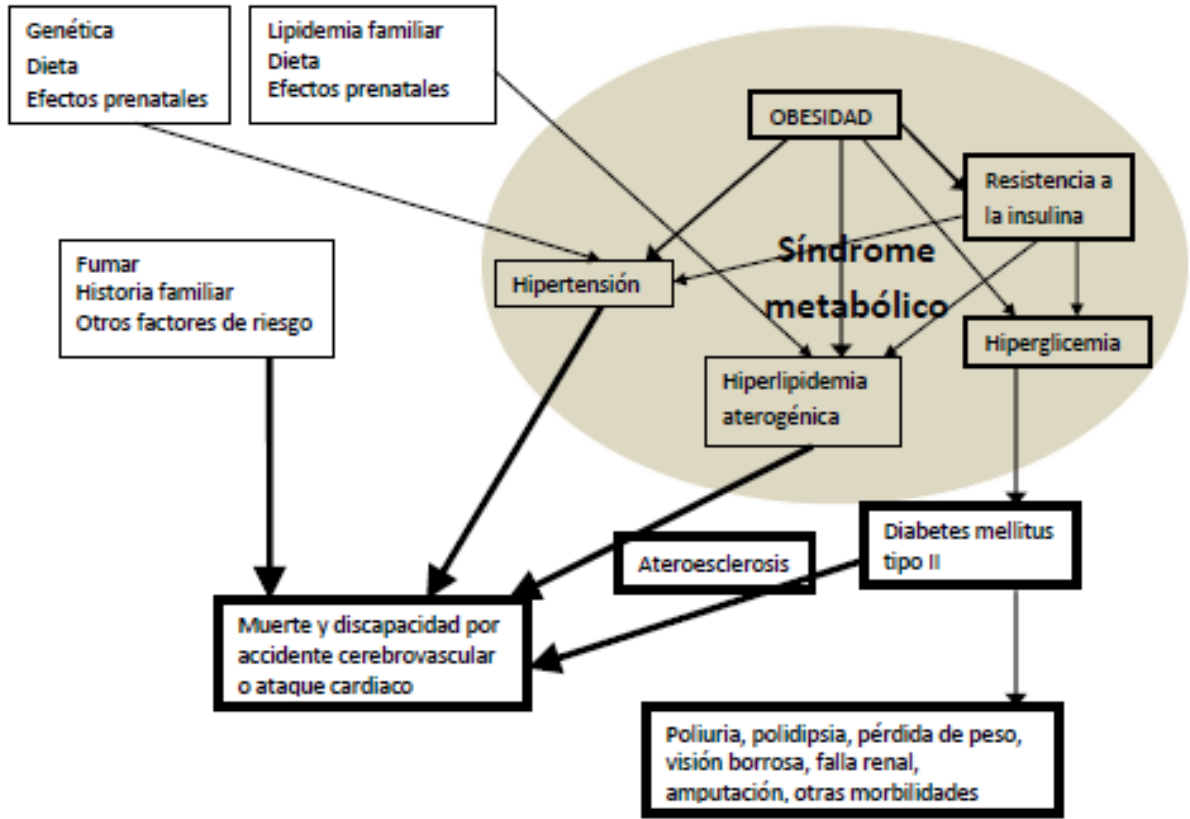 Genética
Dieta
Efectos prenatales
Lipidemia familiar
Dieta
Efectos prenatales
OBESIDAD
Resistencia a
la insulina
Síndrome
metabólico
Fumar
Historia familiar
Otros factores de riesgo
Hipertensión
Hiperglicemia
Hiperlipidemia
aterogénica
Diabetes mellitus
tipo II
Ateroesclerosis
Muerte y discapacidad por
accidente cerebrovascular
o ataque cardiaco
Poliuria, polidipsia, pérdida de peso,
visión borrosa, falla renal,
amputación, otras morbilidades